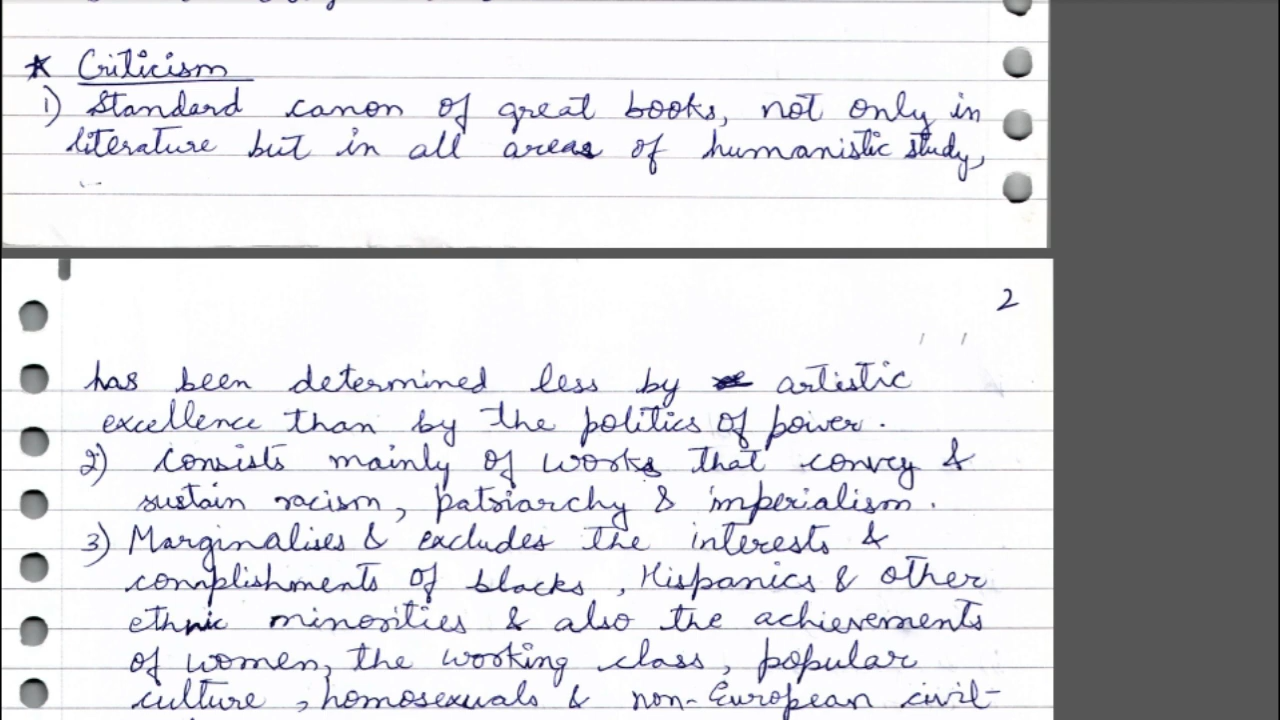 * Criticism
1) Standard canon of great books, not only in
literature but in all areas of humanistic study,
2
has been determined less by artistic
excellence than by the politics of power.
2) consists mainly of works that convey &
sustain racism, patriarchy & imperialism.
3) Marginalises & excludes the interests &
complishments of blacks, Hispanics & other
ethnic minorities & also the achievements
of women, the working class, popular
culture, homosexuals & non-European civil-